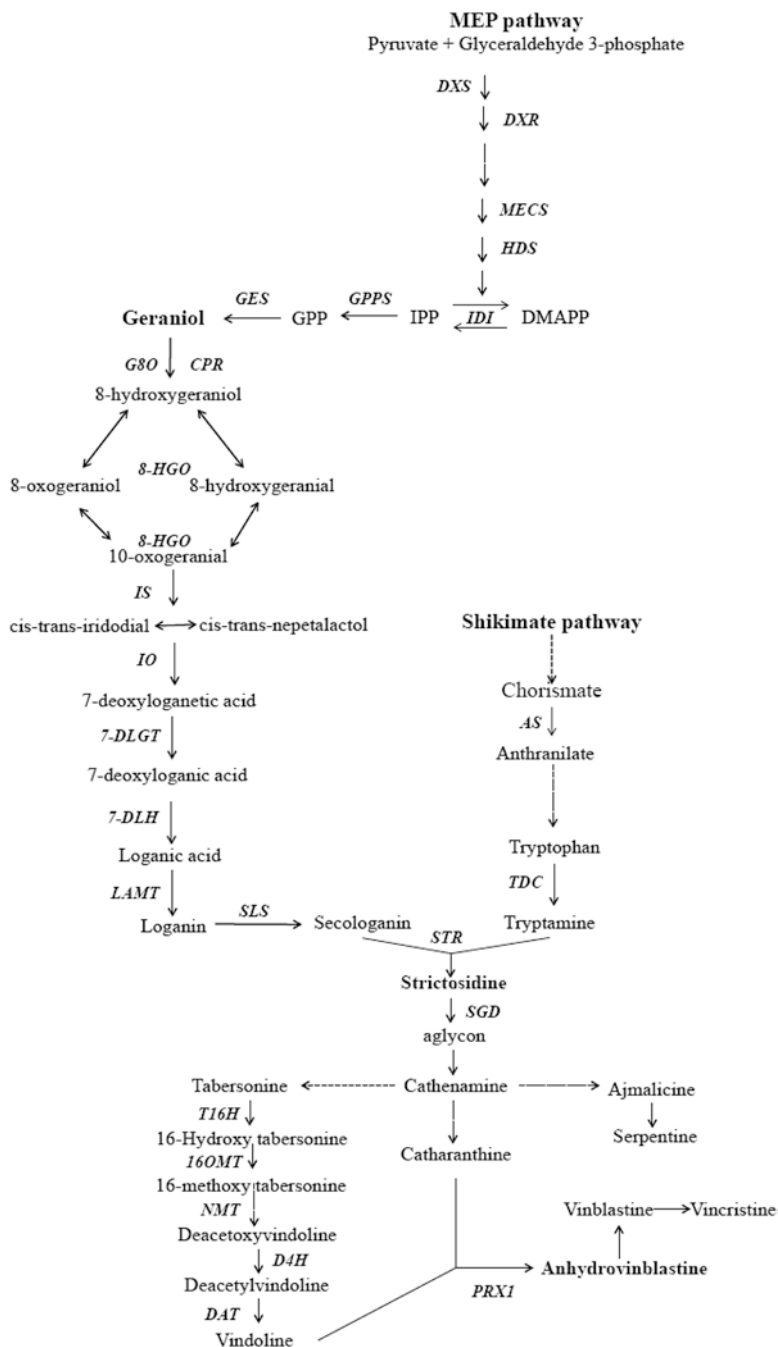 MEP pathway
Pyruvate + Glyceraldehyde 3-phosphate
DXS
DXR
MECS
HDS
Geraniol GES GPP GPPS IPP IDI DMAPP
G8O CPR
8-hydroxygeraniol
8-HGO
8-oxogeraniol 8-hydroxygeranial
8-HGO
10-oxogeranial
IS
cis-trans-iridodial cis-trans-nepetalactol
IO
7-deoxyloganetic acid
7-DLGT
7-deoxyloganic acid
7-DLH
Loganic acid
LAMT
Loganin SLS Secologanin
Shikimate pathway
Chorismate
AS
Anthranilate
Tryptophan
TDC
Tryptamine
STR
Strictosidine
SGD
aglycon
Tabersonine Cathenamine Ajmalicine
Serpentine
T16H
16-Hydroxy tabersonine
16OMT
16-methoxy tabersonine
NMT
Deacetoxyvindoline
D4H
Deacetylvindoline
DAT
Vindoline
Catharanthine
PRX1
Anhydrovinblastine
Vinblastine Vincristine